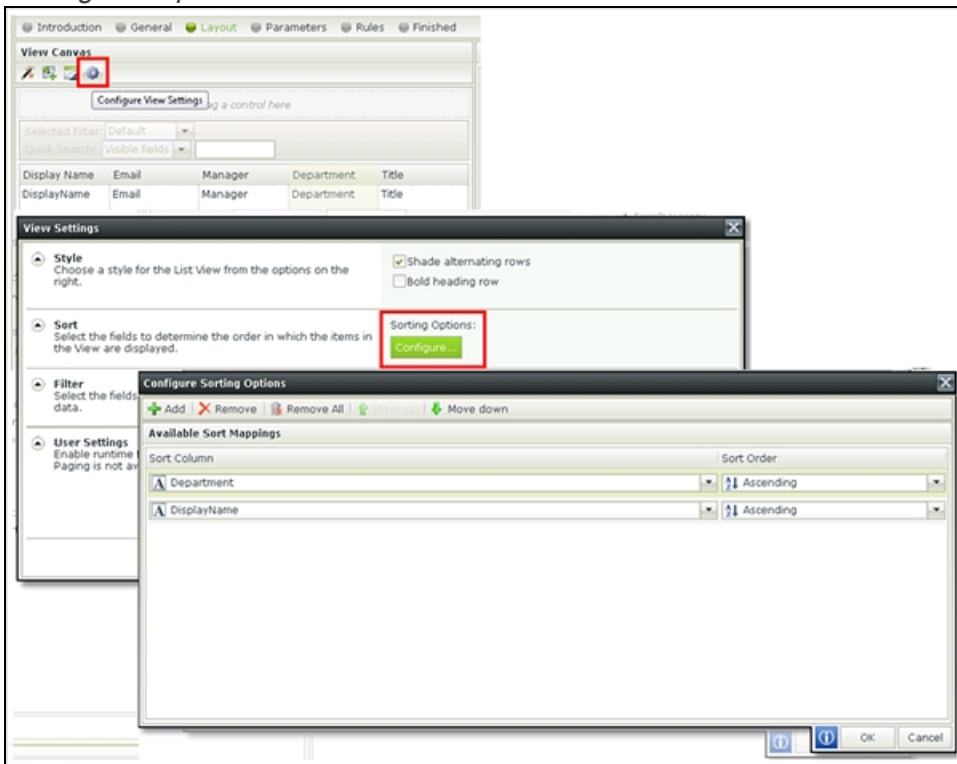 Introduction General Layout Parameters Rules Finished
View Canvas
Configure View Settings
g a control here
Selected Filter: Default
Quick Search: Visible fields
Display Name Email Manager Department Title
DisplayName Email Manager Department Title
View Settings
Style
Choose a style for the List View from the options on the
right.
Shade alternating rows
Bold heading row
Sort
Select the fields to determine the order in which the items in
the View are displayed.
Sorting Options:
Configure...
Filter
Select the fields
data.
User Settings
Enable runtime
Paging is not av
Configure Sorting Options
Add Remove Remove All Move up Move down
Available Sort Mappings
Sort Column Sort Order
Department Ascending
DisplayName Ascending
OK Cancel